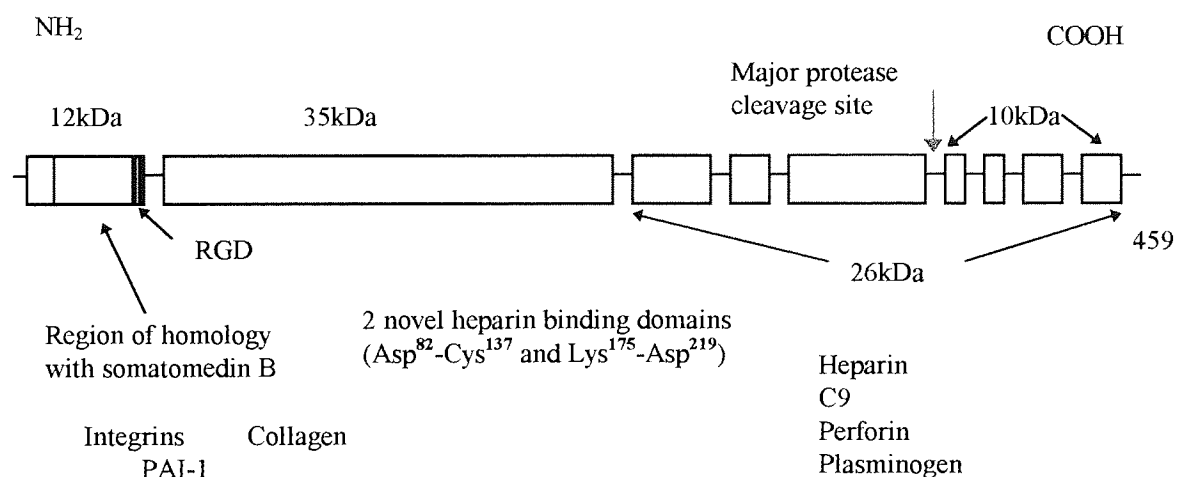 NH₂
COOH
Major protease
cleavage site
12kDa
35kDa
10kDa
RGD
459
26kDa
Region of homology
with somatomedin B
2 novel heparin binding domains
(Asp⁸²-Cys¹³⁷ and Lys¹⁷⁵-Asp²¹⁹)
Heparin
C9
Perforin
Plasminogen
Integrins Collagen
PAI-1